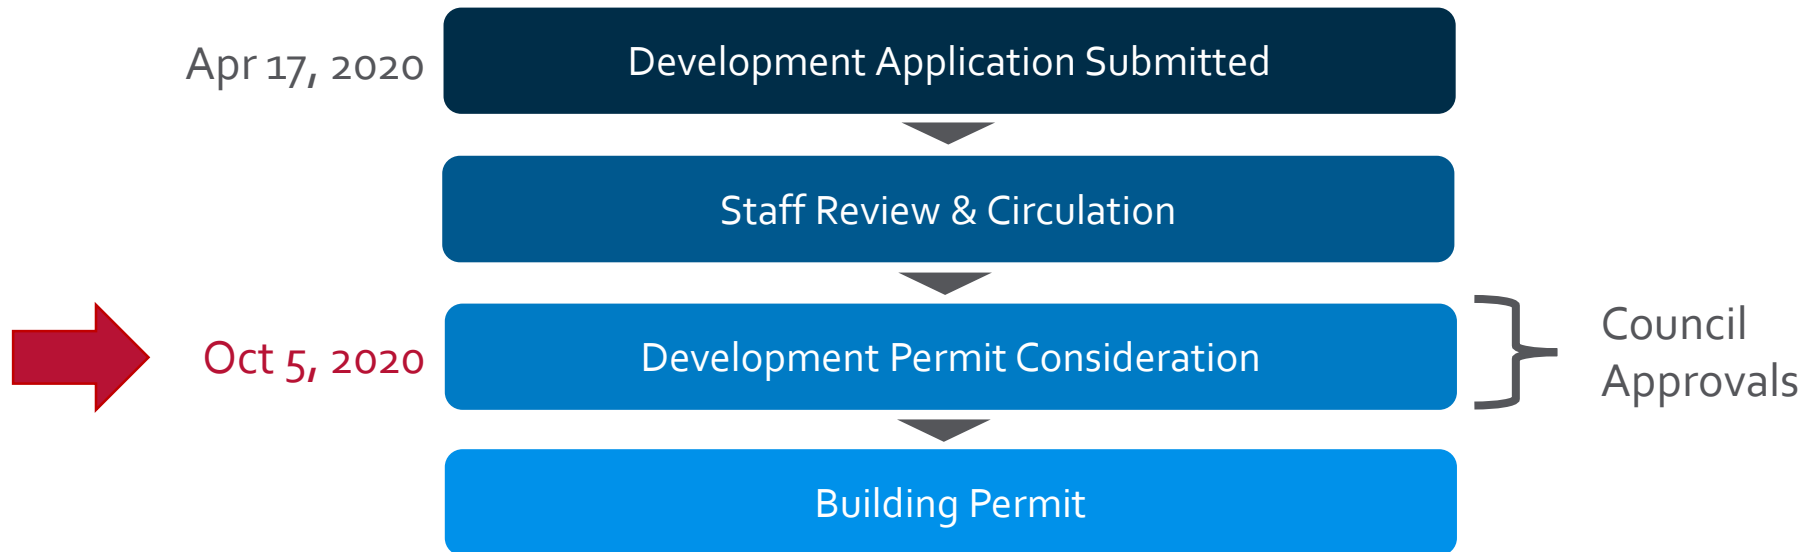 Apr 17, 2020
Development Application Submitted
Staff Review & Circulation
Oct 5, 2020
Development Permit Consideration
Council
Approvals
Building Permit